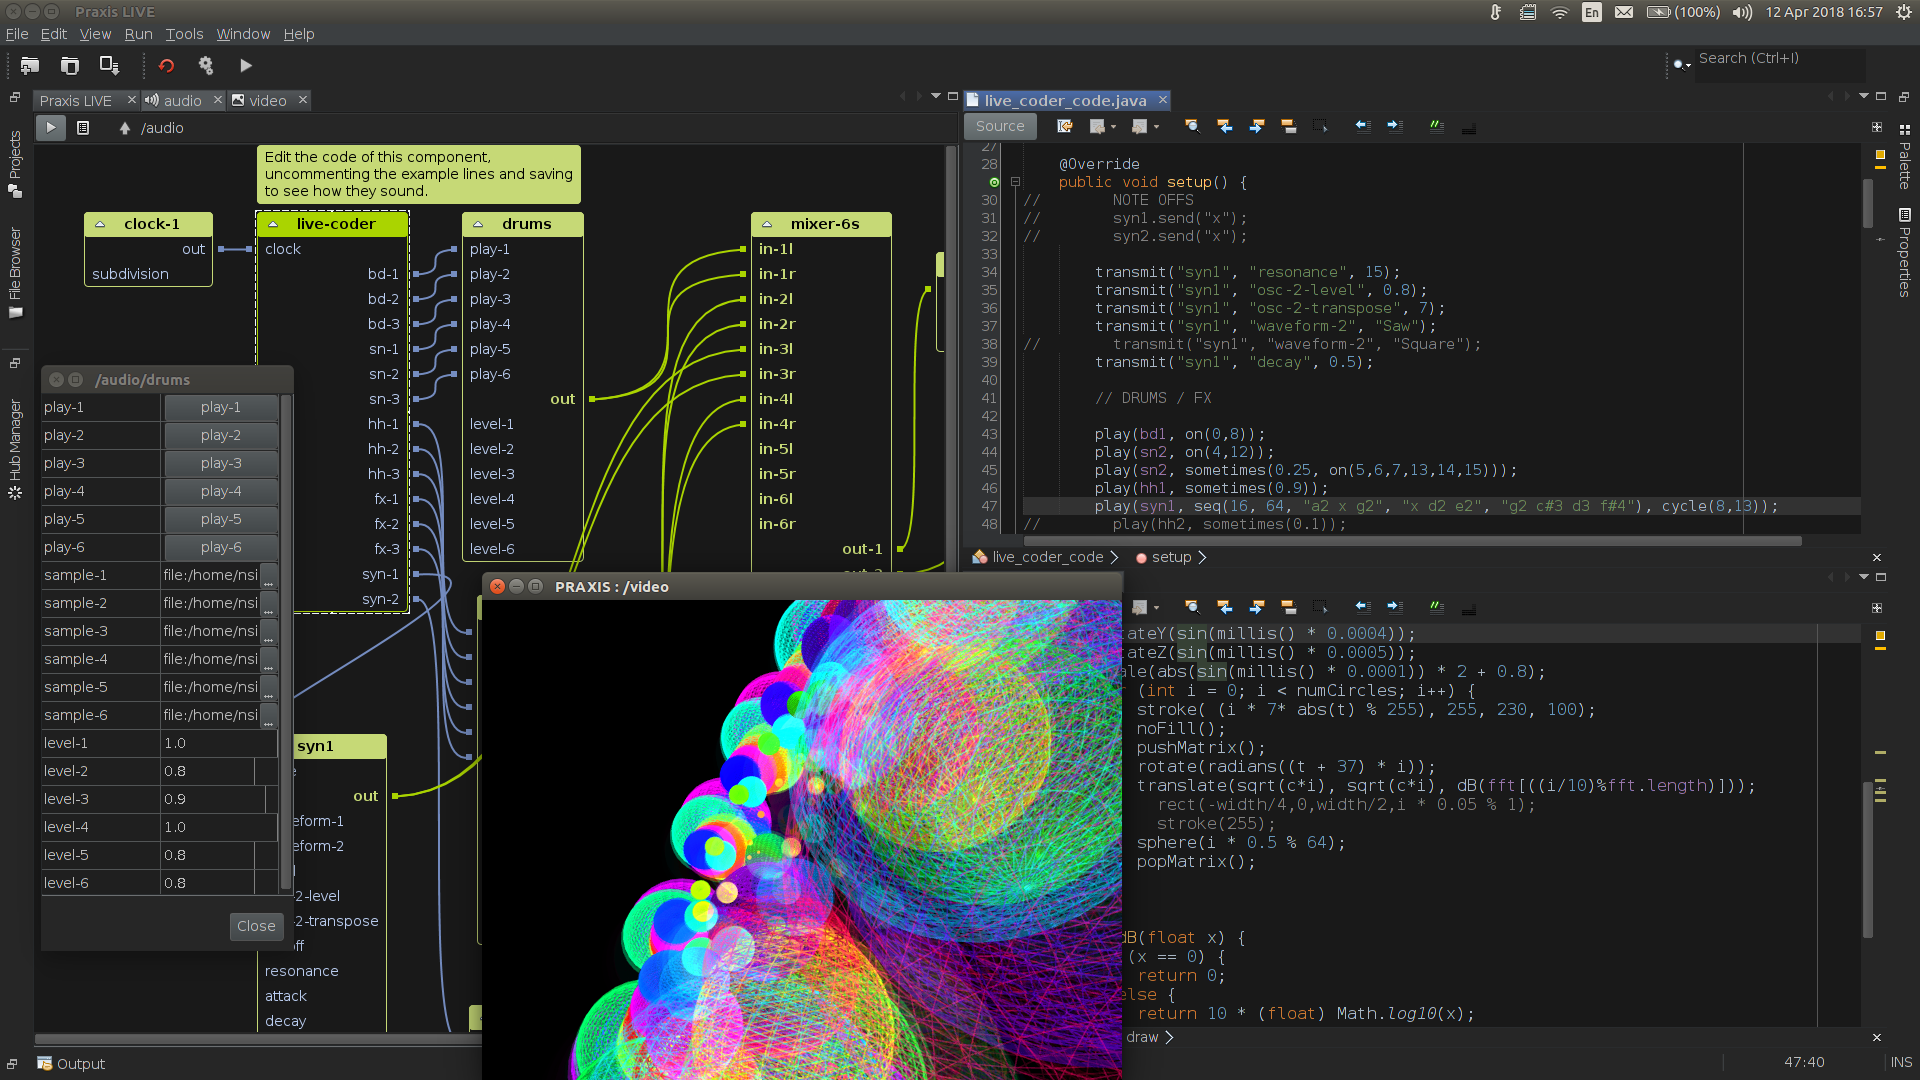 Praxis LIVE
En
(100%)
12 Apr 2018 16:57
File Edit View Run Tools Window Help
Search (Ctrl+I)
Praxis LIVE
audio
video
/audio
Projects
File Browser
Hub Manager
Edit the code of this component,
uncommenting the example lines and saving
to see how they sound.
clock-1
out
subdivision
live-coder
clock
bd-1
bd-2
bd-3
sn-1
sn-2
sn-3
hh-1
hh-2
hh-3
fx-1
fx-2
fx-3
syn-1
syn-2
drums
play-1
play-2
play-3
play-4
play-5
play-6
out
level-1
level-2
level-3
level-4
level-5
level-6
mixer-6s
in-1l
in-1r
in-2l
in-2r
in-3l
in-3r
in-4l
in-4r
in-5l
in-5r
in-6l
in-6r
out-1
/audio/drums
play-1 play-1
play-2 play-2
play-3 play-3
play-4 play-4
play-5 play-5
play-6 play-6
sample-1 file:/home/nsi ...
sample-2 file:/home/nsi ...
sample-3 file:/home/nsi ...
sample-4 file:/home/nsi ...
sample-5 file:/home/nsi ...
sample-6 file:/home/nsi ...
level-1 1.0
level-2 0.8
level-3 0.9
level-4 1.0
level-5 0.8
level-6 0.8
Close
syn1
e
out
eform-1
eform-2
-2-level
-2-transpose
off
resonance
attack
decay
PRAXIS : /video
live_coder_code.java
Source
Palette
Properties
27
28 @Override
public void setup() {
30 // NOTE OFFS
31 // syn1.send("x");
32 // syn2.send("x");
33
34 transmit("syn1", "resonance", 15);
35 transmit("syn1", "osc-2-level", 0.8);
36 transmit("syn1", "osc-2-transpose", 7);
37 transmit("syn1", "waveform-2", "Saw");
38 // transmit("syn1", "waveform-2", "Square");
39 transmit("syn1", "decay", 0.5);
40
41 // DRUMS / FX
42
43 play(bd1, on(0,8));
44 play(sn2, on(4,12));
45 play(sn2, sometimes(0.25, on(5,6,7,13,14,15)));
46 play(hh1, sometimes(0.9));
47 play(syn1, seq(16, 64, "a2 x g2", "x d2 e2", "g2 c#3 d3 f#4"), cycle(8,13));
48 // play(hh2, sometimes(0.1));
live_coder_code
setup
ateY(sin(millis() * 0.0004));
ateZ(sin(millis() * 0.0005));
ale(abs(sin(millis() * 0.0001)) * 2 + 0.8);
(int i = 0; i < numCircles; i++) {
stroke( (i * 7* abs(t) % 255), 255, 230, 100);
noFill();
pushMatrix();
rotate(radians((t + 37) * i));
translate(sqrt(c*i), sqrt(c*i), dB(fft[((i/10)%fft.length)]));
rect(-width/4,0,width/2,i * 0.05 % 1);
stroke(255);
sphere(i * 0.5 % 64);
popMatrix();
dB(float x) {
(x == 0) {
return 0;
else {
return 10 * (float) Math.log10(x);
draw
Output
47:40
INS